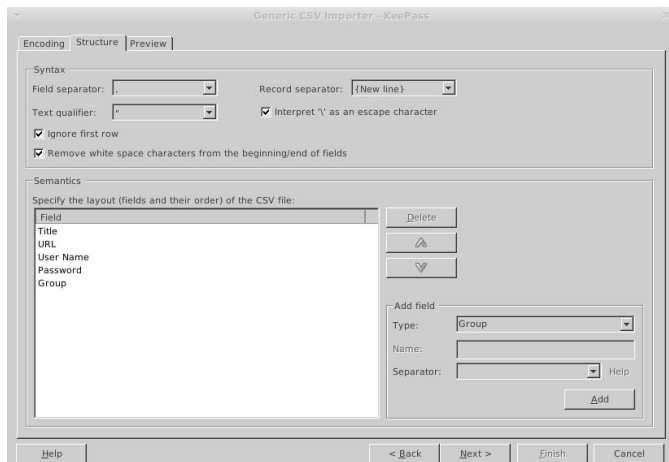 Generic CSV Importer - KeePass
Encoding Structure Preview
Syntax
Field separator: , Record separator: {New line}
Text qualifier: " Interpret '\' as an escape character
Ignore first row
Remove white space characters from the beginning/end of fields
Semantics
Specify the layout (fields and their order) of the CSV file:
Field
Title
URL
User Name
Password
Group
Delete
Add field
Type: Group
Name:
Separator: Help
Add
Help < Back Next > Finish Cancel